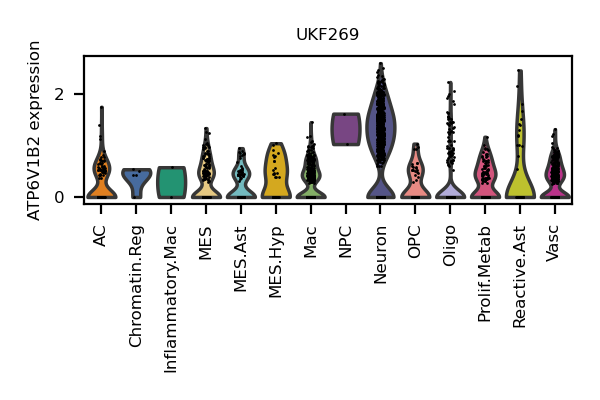 UKF269
ATP6V1B2 expression
2
0
AC
Chromatin.Reg
Inflammatory.Mac
MES
MES.Ast
MES.Hyp
Mac
NPC
Neuron
OPC
Oligo
Prolif.Metab
Reactive.Ast
Vasc